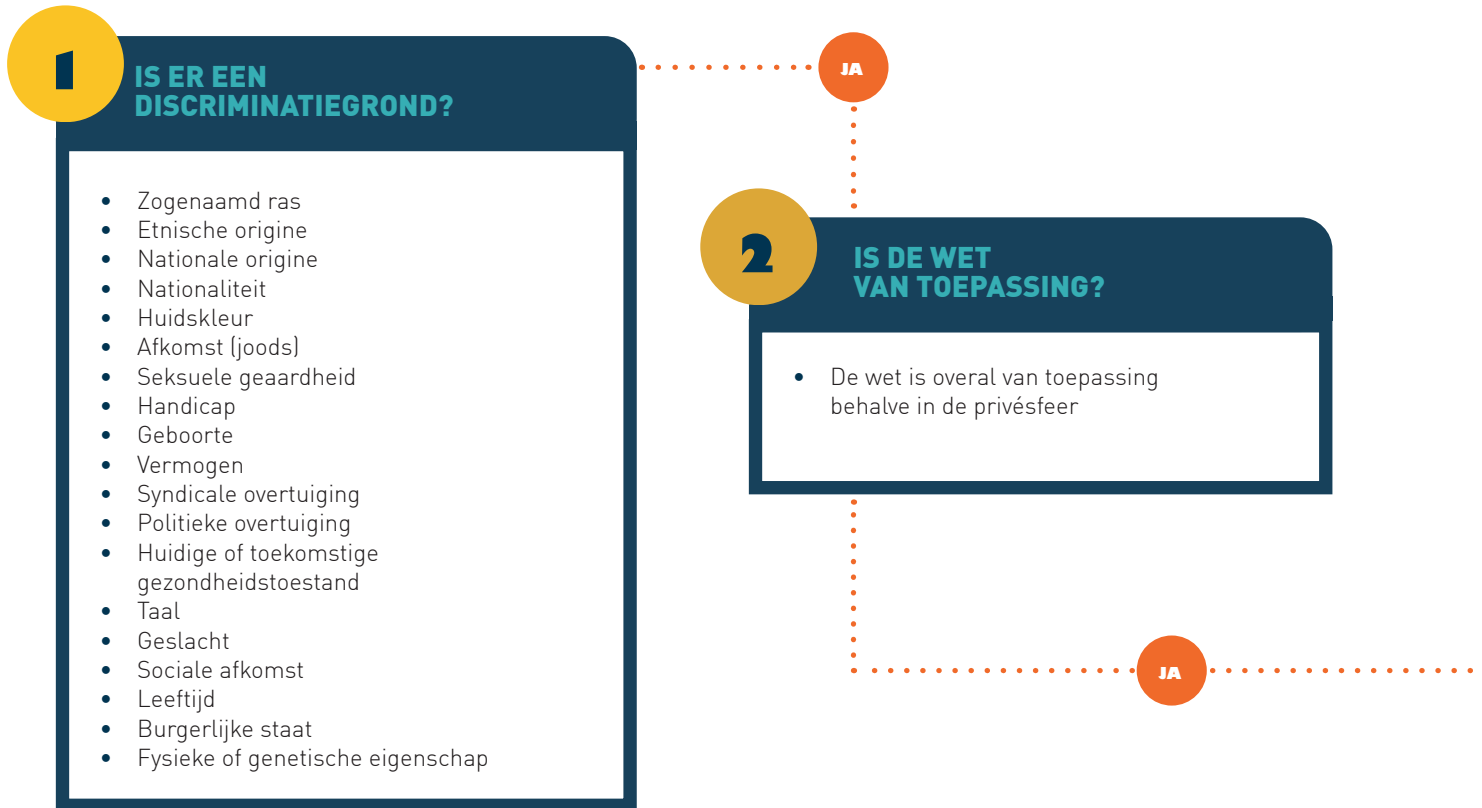 1
IS ER EEN
DISCRIMINATIEGROND?
• Zogenaamd ras
• Etnische origine
• Nationale origine
• Nationaliteit
• Huidskleur
• Afkomst (joods)
• Seksuele geaardheid
• Handicap
• Geboorte
• Vermogen
• Syndicale overtuiging
• Politieke overtuiging
• Huidige of toekomstige
gezondheidstoestand
• Taal
• Geslacht
• Sociale afkomst
• Leeftijd
• Burgerlijke staat
• Fysieke of genetische eigenschap
JA
2
IS DE WET
VAN TOEPASSING?
• De wet is overal van toepassing
behalve in de privésfeer
JA